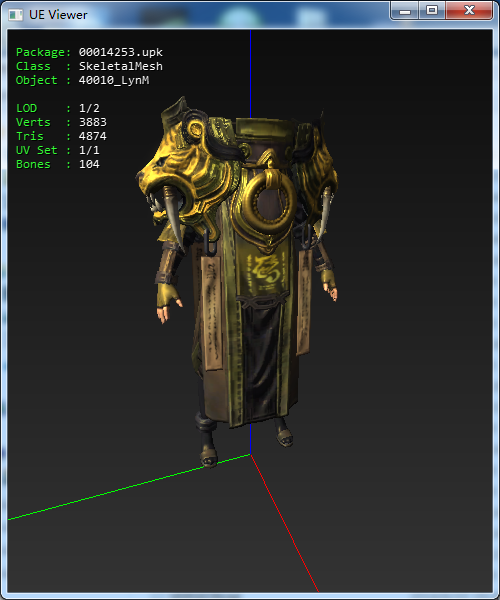 UE Viewer
Package: 00014253.upk
Class : SkeletalMesh
Object : 40010_LynM
LOD : 1/2
Verts : 3883
Tris : 4874
UV Set : 1/1
Bones : 104